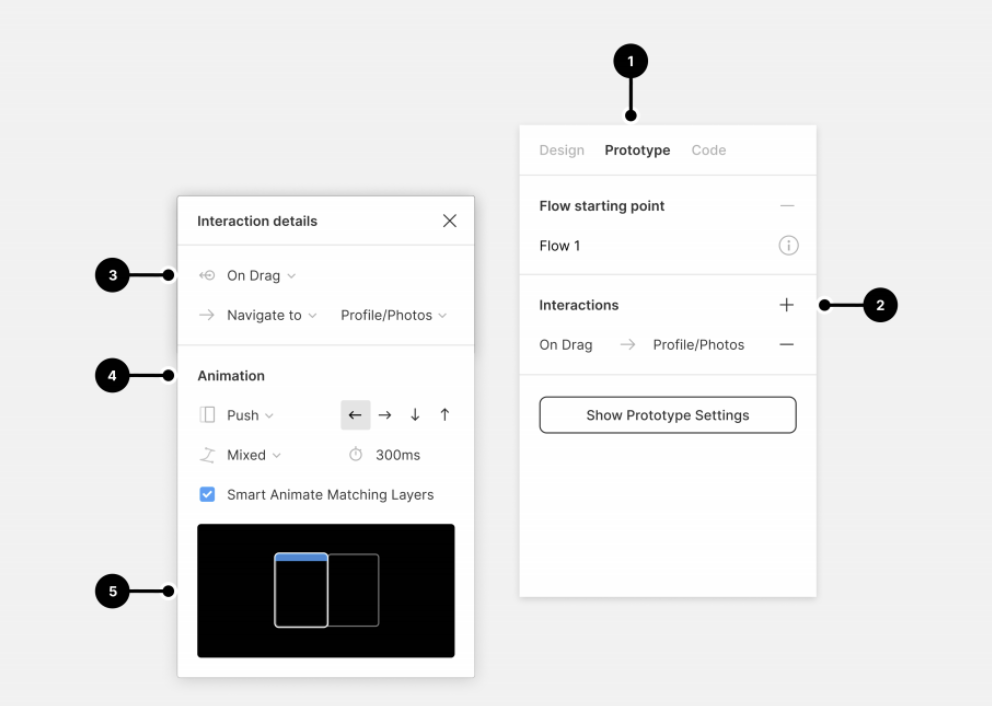 1
Design Prototype Code
Flow starting point
Flow 1
Interactions
2
On Drag Profile/Photos
Show Prototype Settings
Interaction details
3
On Drag
Navigate to Profile/Photos
4
Animation
Push
Mixed 300ms
Smart Animate Matching Layers
5